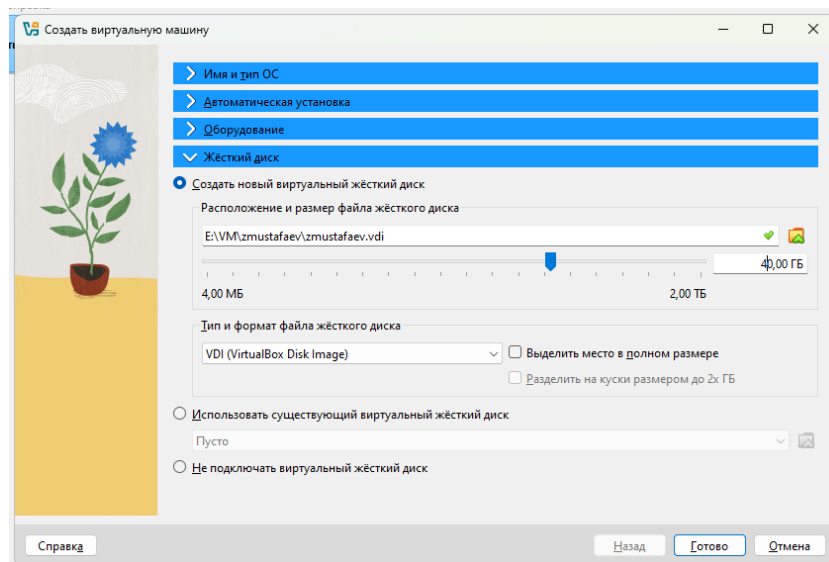 Создать виртуальную машину
Имя и тип ОС
Автоматическая установка
Оборудование
Жёсткий диск
Создать новый виртуальный жёсткий диск
Расположение и размер файла жёсткого диска
E:\VM\zmustafaev\zmustafaev.vdi
40,00 ГБ
4,00 МБ 2,00 ТБ
Тип и формат файла жёсткого диска
VDI (VirtualBox Disk Image) Выделить место в полном размере
Разделить на куски размером до 2х ГБ
Использовать существующий виртуальный жёсткий диск
Пусто
Не подключать виртуальный жёсткий диск
Справка Назад Готово Отмена